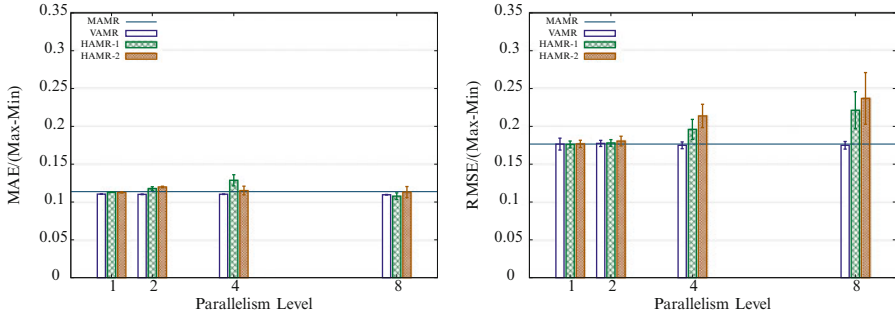 0.35
0.3
0.25
0.2
0.15
0.1
0.05
0
MAE/(Max-Min)
MAMR
VAMR
HAMR-1
HAMR-2
1 2 4 8
Parallelism Level
0.35
0.3
0.25
0.2
0.15
0.1
0.05
0
RMSE/(Max-Min)
MAMR
VAMR
HAMR-1
HAMR-2
1 2 4 8
Parallelism Level